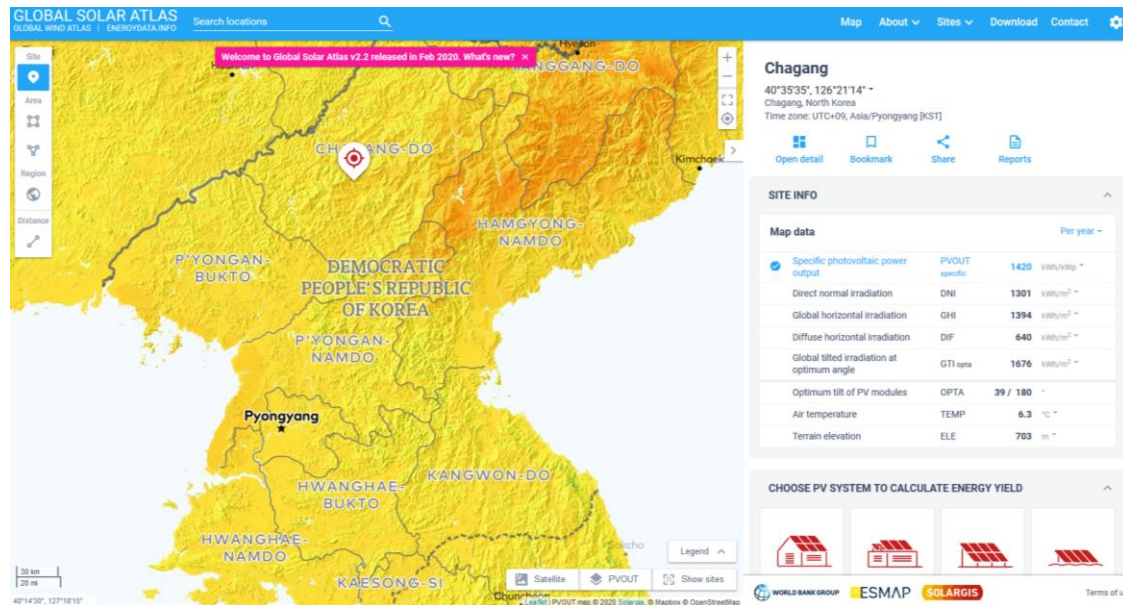 GLOBAL SOLAR ATLAS
GLOBAL WIND ATLAS | ENERGYDATA.INFO
Search locations
Map About Sites Download Contact
Welcome to Global Solar Atlas v2.2 released in Feb 2020. What's new? ×
Site
Area
Region
Distance
Hyesan
YANGGANG-DO
CHAGANG-DO
Kimchaek
HAMGYONG-
NAMDO
P'YONGAN-
BUKTO
DEMOCRATIC
PEOPLE'S REPUBLIC
OF KOREA
P'YONGAN-
NAMDO
Pyongyang
KANGWON-DO
HWANGHAE-
BUKTO
HWANGHAE-
NAMDO
KAESONG-SI
Sokcho
Legend
Satellite PVOUT Show sites
30 km
20 mi
40°14'30", 127°18'15"
Leaflet | PVOUT map © 2020 Solargis, © Mapbox © OpenStreetMap
Chagang
40°35'35", 126°21'14"
Chagang, North Korea
Time zone: UTC+09, Asia/Pyongyang [KST]
Open detail Bookmark Share Reports
SITE INFO
Map data Per year
Specific photovoltaic power output PVOUT specific 1420 kWh/kWp
Direct normal irradiation DNI 1301 kWh/m²
Global horizontal irradiation GHI 1394 kWh/m²
Diffuse horizontal irradiation DIF 640 kWh/m²
Global tilted irradiation at optimum angle GTI opta 1676 kWh/m²
Optimum tilt of PV modules OPTA 39 / 180 °
Air temperature TEMP 6.3 °C
Terrain elevation ELE 703 m
CHOOSE PV SYSTEM TO CALCULATE ENERGY YIELD
WORLD BANK GROUP ESMAP SOLARGIS Terms of u